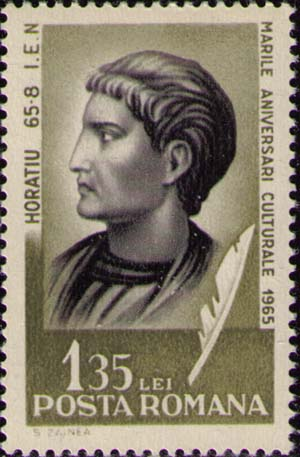 HORATIU 65-8 I.E.N
MARILE ANIVERSARI CULTURALE 1965
1 35 LEI
POSTA ROMANA
S. ZAINEA